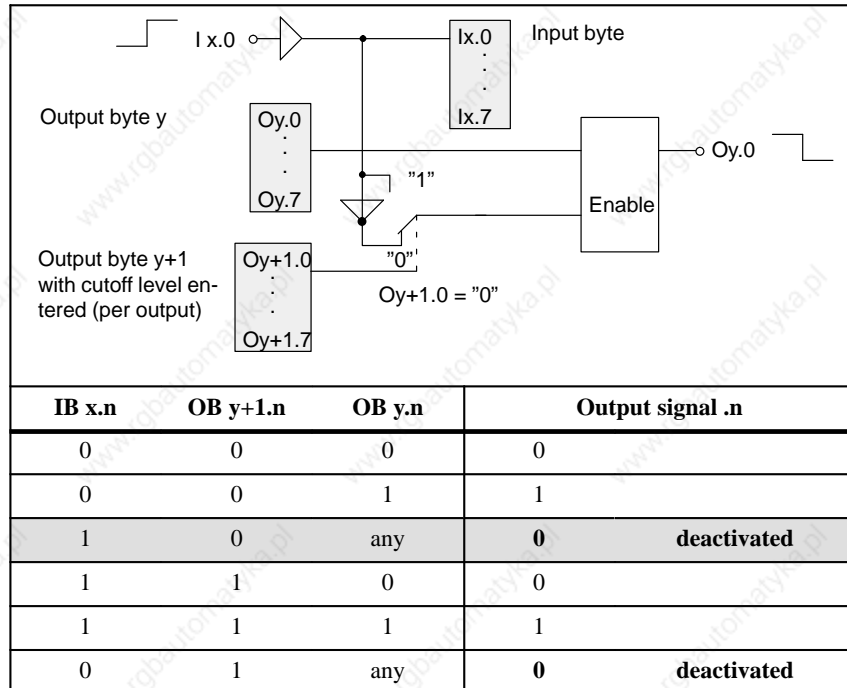 I x.0
Ix.0
.
.
.
Ix.7
Input byte
Output byte y
Oy.0
.
.
.
Oy.7
”1”
Enable
Oy.0
”0”
Output byte y+1
with cutoff level en-
tered (per output)
Oy+1.0
.
.
.
Oy+1.7
Oy+1.0 = ”0”
IB x.n OB y+1.n OB y.n Output signal .n
0 0 0 0
0 0 1 1
1 0 any 0 deactivated
1 1 0 0
1 1 1 1
0 1 any 0 deactivated
www.rgbautomatyka.pl